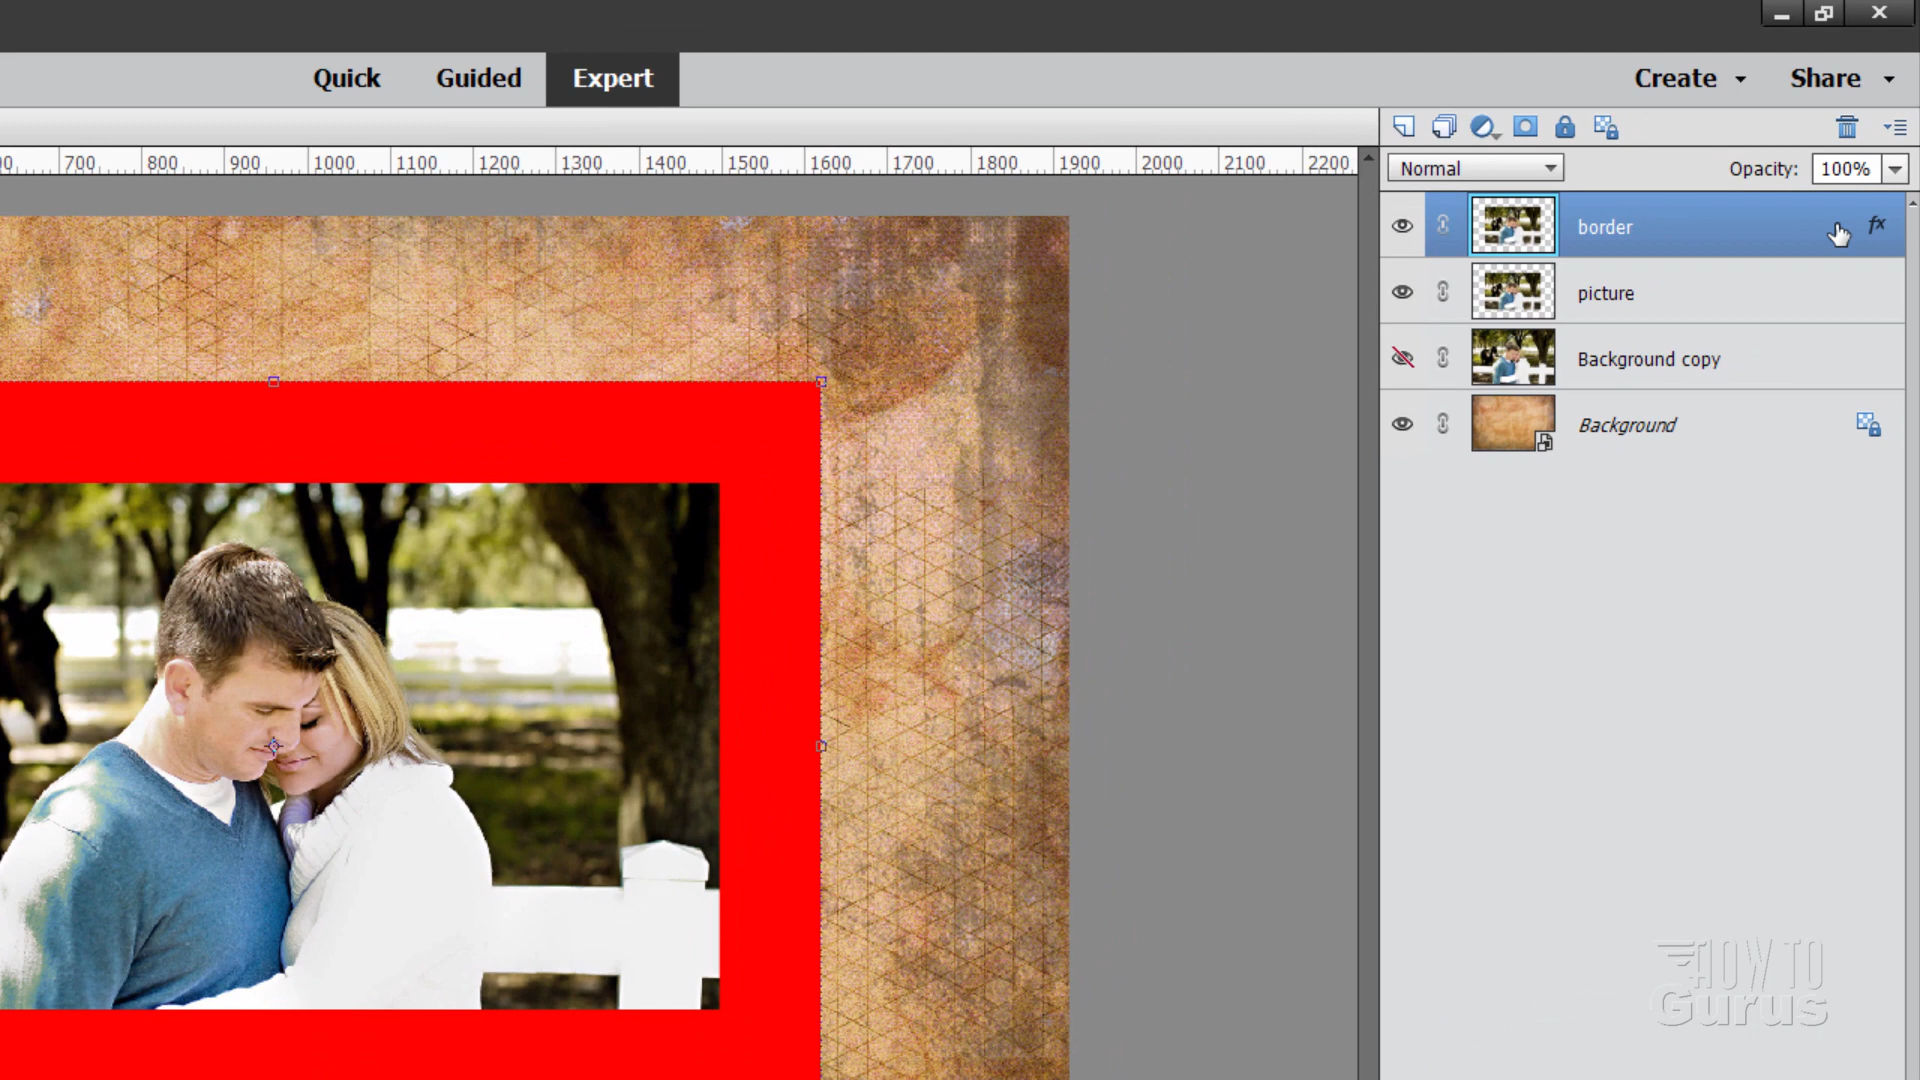 Quick Guided Expert Create Share
700 800 900 1000 1100 1200 1300 1400 1500 1600 1700 1800 1900 2000 2100 2200
Normal Opacity: 100%
border fx
picture
Background copy
Background
HOW TO
Gurus